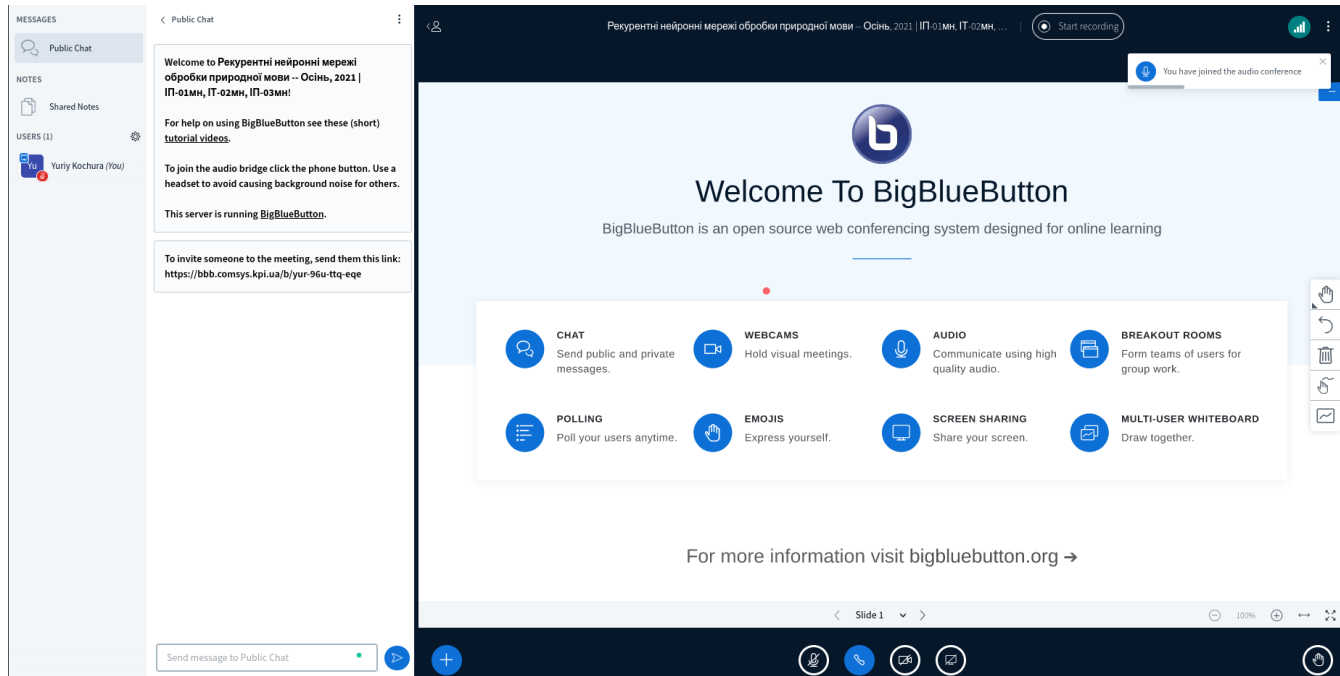 MESSAGES
Public Chat
NOTES
Shared Notes
USERS (1)
Yu
Yuriy Kochura (You)
Public Chat
Welcome to Рекурентні нейронні мережі
обробки природної мови -- Осінь, 2021 |
ІП-01мн, ІТ-02мн, ІП-03мн!
For help on using BigBlueButton see these (short)
tutorial videos.
To join the audio bridge click the phone button. Use a
headset to avoid causing background noise for others.
This server is running BigBlueButton.
To invite someone to the meeting, send them this link:
https://bbb.comsys.kpi.ua/b/yur-96u-ttq-eqe
Send message to Public Chat
Рекурентні нейронні мережі обробки природної мови -- Осінь, 2021 | ІП-01мн, ІТ-02мн, ...
Start recording
You have joined the audio conference
b
Welcome To BigBlueButton
BigBlueButton is an open source web conferencing system designed for online learning
CHAT
Send public and private
messages.
WEBCAMS
Hold visual meetings.
AUDIO
Communicate using high
quality audio.
BREAKOUT ROOMS
Form teams of users for
group work.
POLLING
Poll your users anytime.
EMOJIS
Express yourself.
SCREEN SHARING
Share your screen.
MULTI-USER WHITEBOARD
Draw together.
For more information visit bigbluebutton.org →
Slide 1
100%